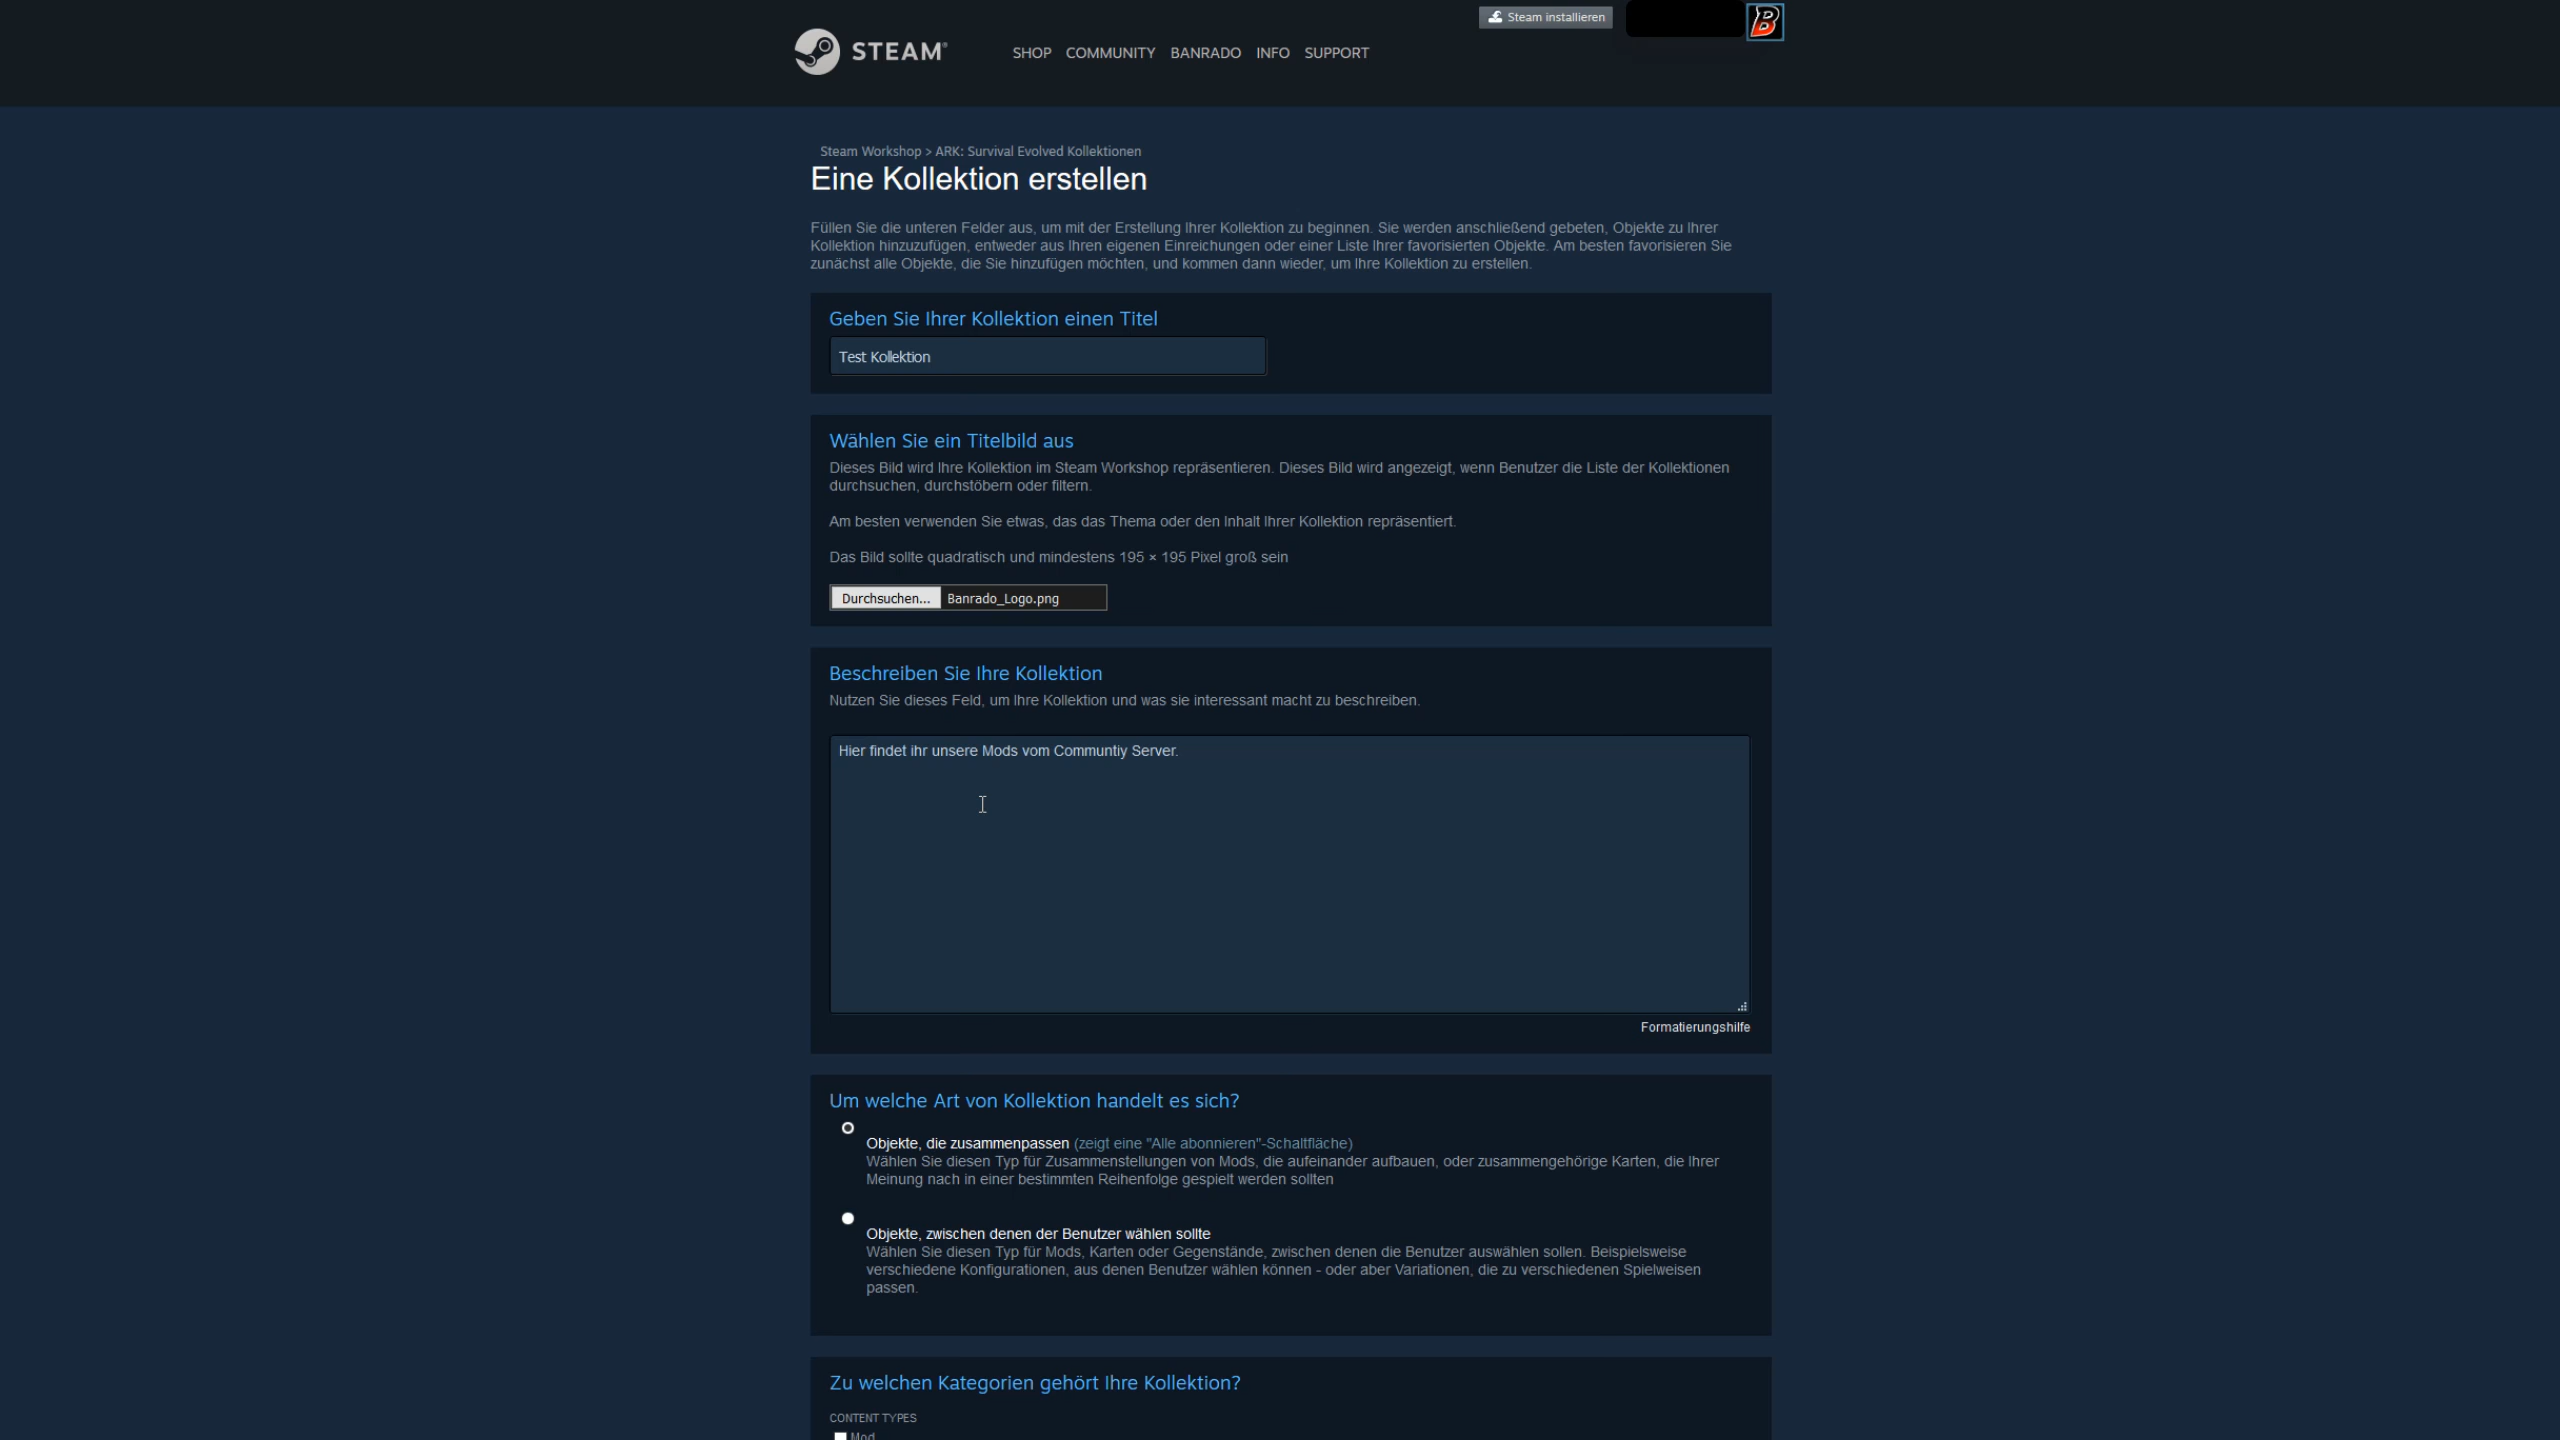 Steam installieren
B
STEAM®
SHOP COMMUNITY BANRADO INFO SUPPORT
Steam Workshop > ARK: Survival Evolved Kollektionen
Eine Kollektion erstellen
Füllen Sie die unteren Felder aus, um mit der Erstellung Ihrer Kollektion zu beginnen. Sie werden anschließend gebeten, Objekte zu Ihrer
Kollektion hinzuzufügen, entweder aus Ihren eigenen Einreichungen oder einer Liste Ihrer favorisierten Objekte. Am besten favorisieren Sie
zunächst alle Objekte, die Sie hinzufügen möchten, und kommen dann wieder, um Ihre Kollektion zu erstellen.
Geben Sie Ihrer Kollektion einen Titel
Test Kollektion
Wählen Sie ein Titelbild aus
Dieses Bild wird Ihre Kollektion im Steam Workshop repräsentieren. Dieses Bild wird angezeigt, wenn Benutzer die Liste der Kollektionen
durchsuchen, durchstöbern oder filtern.
Am besten verwenden Sie etwas, das das Thema oder den Inhalt Ihrer Kollektion repräsentiert.
Das Bild sollte quadratisch und mindestens 195 × 195 Pixel groß sein
Durchsuchen... Banrado_Logo.png
Beschreiben Sie Ihre Kollektion
Nutzen Sie dieses Feld, um Ihre Kollektion und was sie interessant macht zu beschreiben.
Hier findet ihr unsere Mods vom Communtiy Server.
Formatierungshilfe
Um welche Art von Kollektion handelt es sich?
Objekte, die zusammenpassen (zeigt eine "Alle abonnieren"-Schaltfläche)
Wählen Sie diesen Typ für Zusammenstellungen von Mods, die aufeinander aufbauen, oder zusammengehörige Karten, die Ihrer
Meinung nach in einer bestimmten Reihenfolge gespielt werden sollten
Objekte, zwischen denen der Benutzer wählen sollte
Wählen Sie diesen Typ für Mods, Karten oder Gegenstände, zwischen denen die Benutzer auswählen sollen. Beispielsweise
verschiedene Konfigurationen, aus denen Benutzer wählen können - oder aber Variationen, die zu verschiedenen Spielweisen
passen.
Zu welchen Kategorien gehört Ihre Kollektion?
CONTENT TYPES
Mod